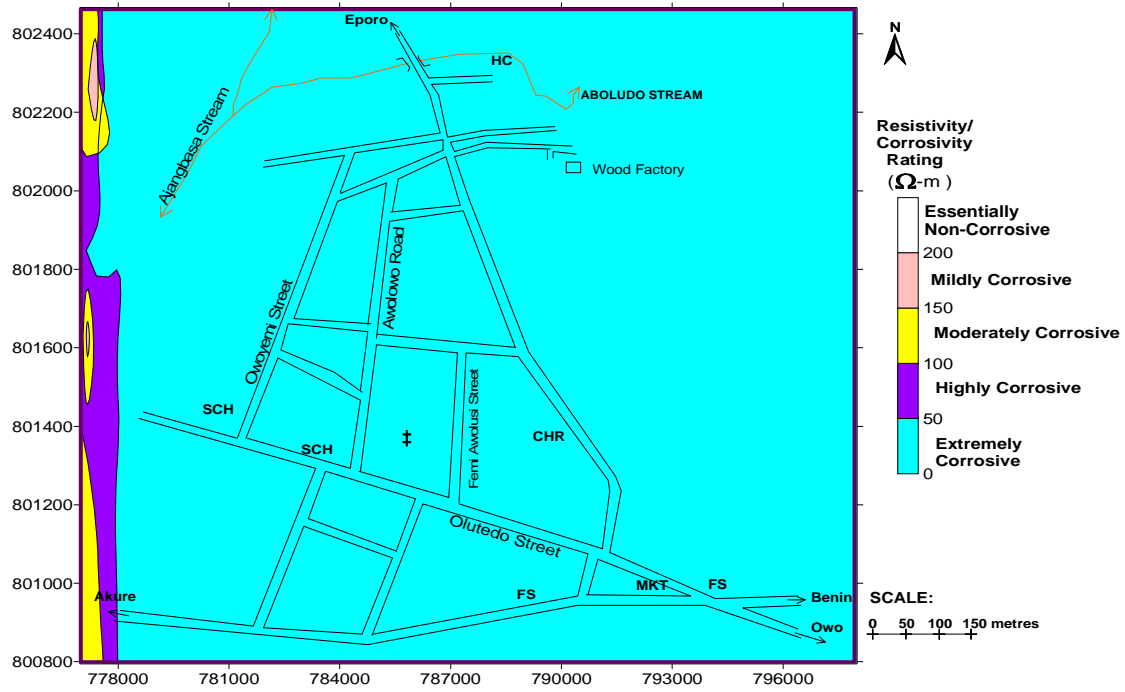 802400
802200
802000
801800
801600
801400
801200
801000
800800
778000
781000
784000
787000
790000
793000
796000
Eporo
HC
ABOLUDO STREAM
Ajangbasa Stream
Wood Factory
Owoyemi Street
Awolowo Road
Femi Awolusi Street
SCH
SCH
CHR
Olutedo Street
FS
MKT
FS
Akure
Benin
Owo
N
Resistivity/
Corrosivity
Rating
(Ω-m )
Essentially
Non-Corrosive
200
Mildly Corrosive
150
Moderately Corrosive
100
Highly Corrosive
50
Extremely
Corrosive
0
SCALE:
0 50 100 150 metres